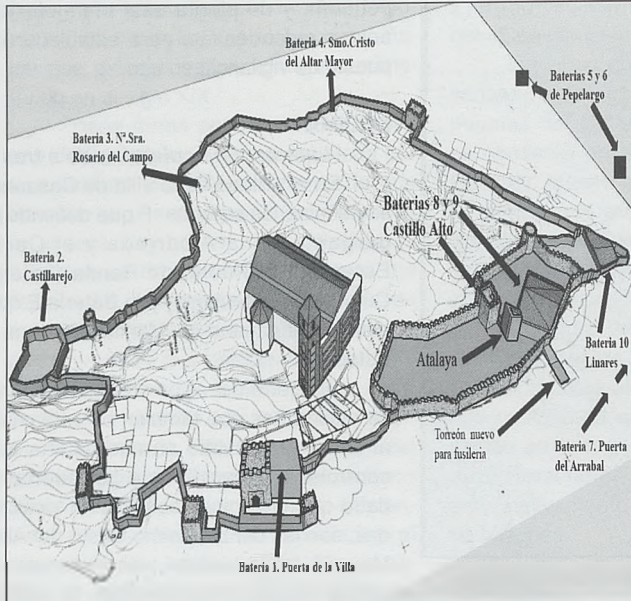 Bateria 4. Smo.Cristo
del Altar Mayor
Baterias 5 y 6
de Pepelargo
Bateria 3. Nª.Sra.
Rosario del Campo
Baterias 8 y 9
Castillo Alto
Bateria 2.
Castillarejo
Atalaya
Bateria 10
Linares
Torreón nuevo
para fusileria
Bateria 7. Puerta
del Arrabal
Bateria 1. Puerta de la Villa